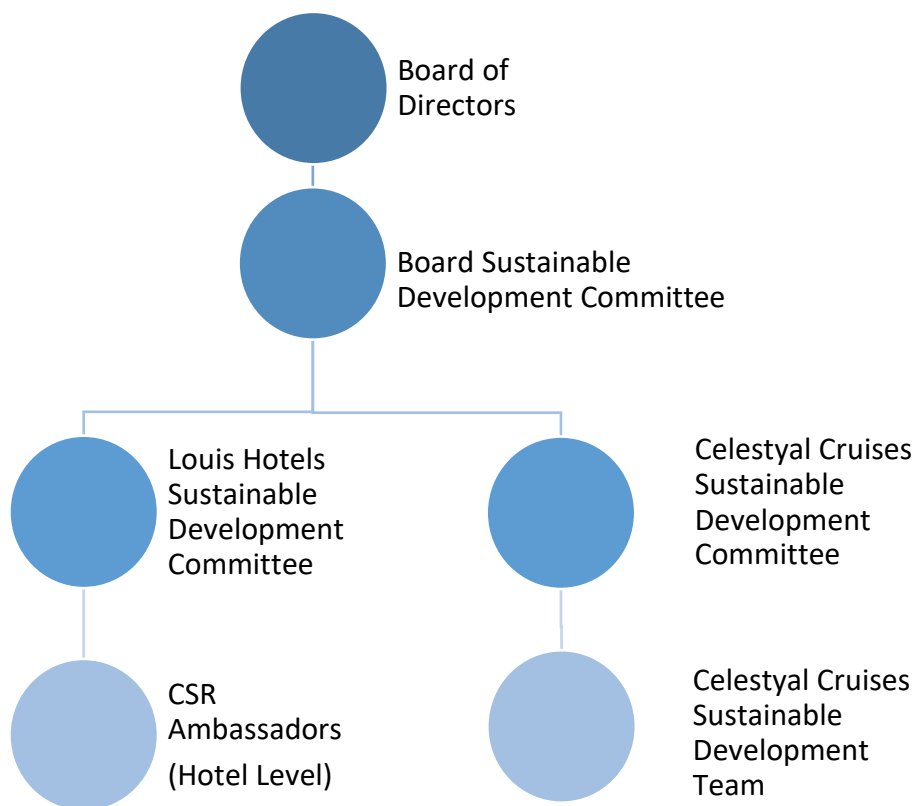 Board of
Directors
Board Sustainable
Development Committee
Louis Hotels
Sustainable
Development
Committee
Celestyal Cruises
Sustainable
Development
Committee
CSR
Ambassadors
(Hotel Level)
Celestyal Cruises
Sustainable
Development
Team